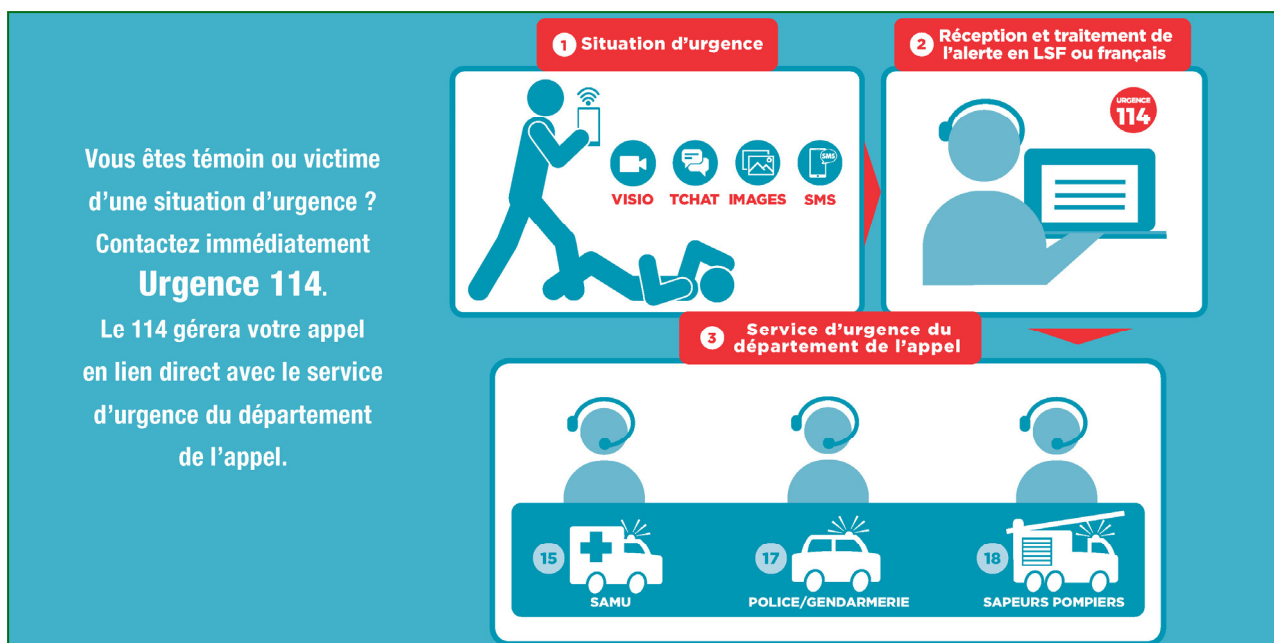 Vous êtes témoin ou victime
d’une situation d’urgence ?
Contactez immédiatement
Urgence 114.
Le 114 gérera votre appel
en lien direct avec le service
d’urgence du département
de l’appel.
1 Situation d’urgence
VISIO TCHAT IMAGES SMS
SMS
2 Réception et traitement de
l’alerte en LSF ou français
URGENCE
114
3 Service d’urgence du
département de l’appel
15
SAMU
17
POLICE/GENDARMERIE
18
SAPEURS POMPIERS